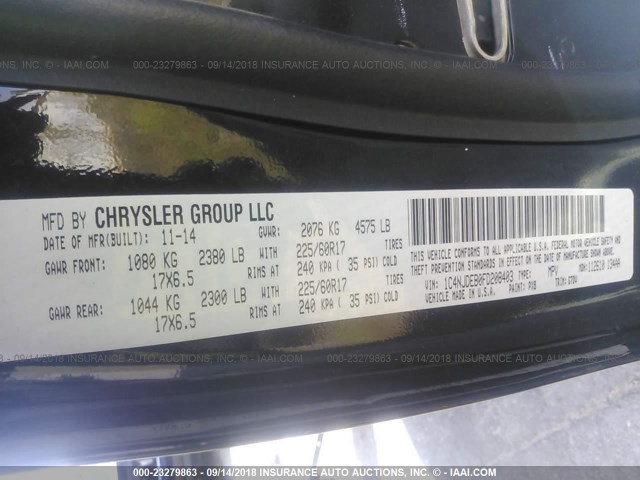 000-23279863 - 09/14/2018 INSURANCE AUTO AUCTIONS, INC. - © - IAAI.COM
MFD BY CHRYSLER GROUP LLC
DATE OF MFR(BUILT): 11-14 GVWR: 2076 KG 4575 LB
GAWR FRONT: 1080 KG 2380 LB WITH 225/60R17 TIRES
17X6.5 RIMS AT 240 KPA ( 35 PSI) COLD
GAWR REAR: 1044 KG 2300 LB WITH 225/60R17 TIRES
17X6.5 RIMS AT 240 KPA ( 35 PSI) COLD
THIS VEHICLE CONFORMS TO ALL APPLICABLE U.S.A. FEDERAL MOTOR VEHICLE SAFETY AND
THEFT PREVENTION STANDARDS IN EFFECT ON THE DATE OF MANUFACTURE SHOWN ABOVE.
VIN: TYPE: MPV MDH:
MADE IN U.S.A. PAINT: TRIM:
000-23279863 - 09/14/2018 INSURANCE AUTO AUCTIONS, INC. - © - IAAI.COM
000-23279863 - 09/14/2018 INSURANCE AUTO AUCTIONS, INC. - © - IAAI.COM